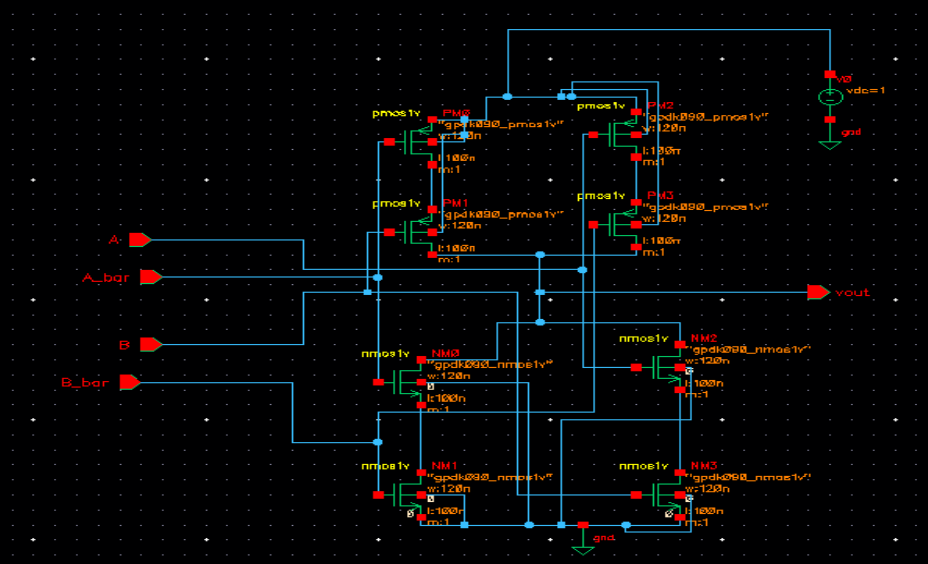 V0
vdc=1
gnd
pmos1v PM0
"gpdk090_pmos1v"
w:120n
l:100n
m:1
pmos1v PM2
"gpdk090_pmos1v"
w:120n
l:100n
m:1
pmos1v PM1
"gpdk090_pmos1v"
w:120n
l:100n
m:1
pmos1v PM3
"gpdk090_pmos1v"
w:120n
l:100n
m:1
A
A_bar
vout
B
B_bar
nmos1v NM0
"gpdk090_nmos1v"
w:120n
l:100n
m:1
nmos1v NM2
"gpdk090_nmos1v"
w:120n
l:100n
m:1
nmos1v NM1
"gpdk090_nmos1v"
w:120n
l:100n
m:1
nmos1v NM3
"gpdk090_nmos1v"
w:120n
l:100n
m:1
gnd